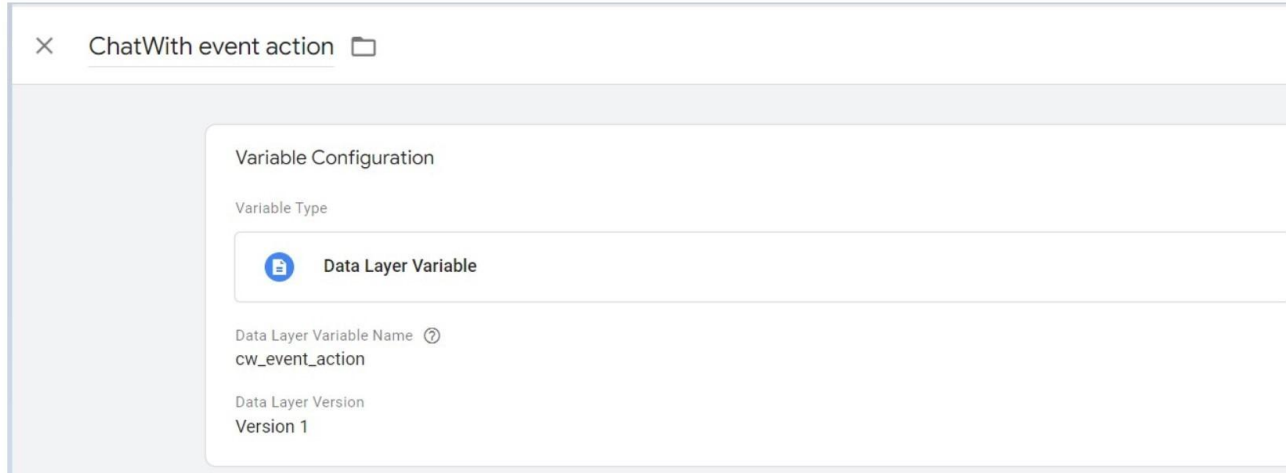 ChatWith event action
Variable Configuration
Variable Type
Data Layer Variable
Data Layer Variable Name
cw_event_action
Data Layer Version
Version 1